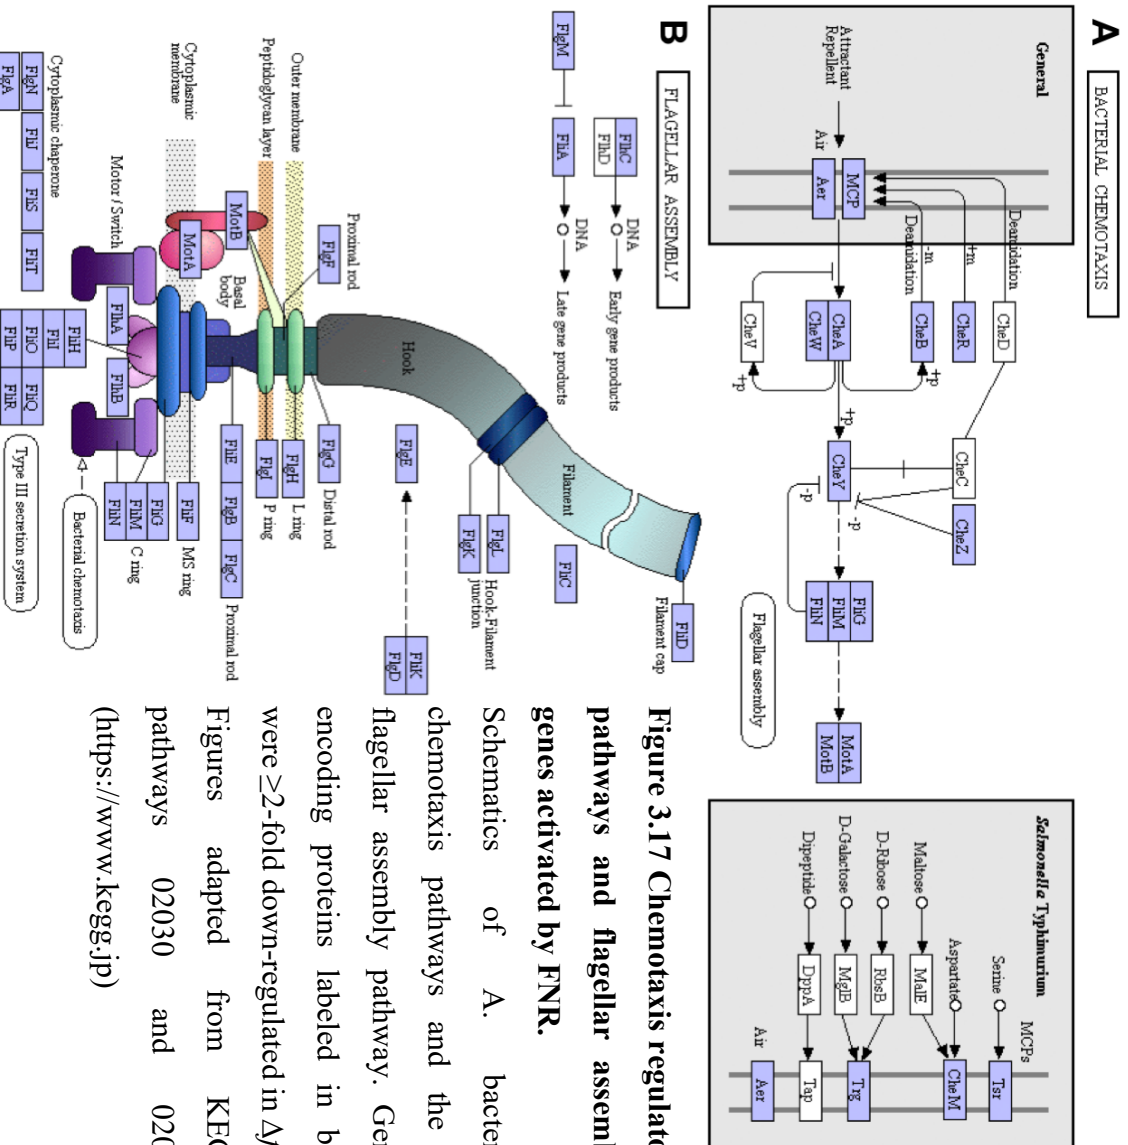 A
BACTERIAL CHEMOTAXIS
General
Attractant
Repellent
Air
MCP
Aer
Deamidation
+m
-m
Deamidation
CheD
CheR
CheB
CheA
CheW
CheV
+p
+p
+p
CheC
CheY
CheZ
-p
-p
FliG
FliM
FliN
MotA
MotB
Flagellar assembly
Salmonella Typhimurium
MCPs
Serine
Tsr
Aspartate
CheM
Maltose
MalE
D-Ribose
RbsB
Trg
D-Galactose
MglB
Dipeptide
DppA
Tap
Air
Aer
B
FLAGELLAR ASSEMBLY
FlhC
FlhD
DNA
Early gene products
FlgM
FliA
DNA
Late gene products
Filament cap
FliD
Filament
FliC
FlgL
FlgK
Hook-Filament
junction
Hook
FlgE
FliK
FlgD
Proximal rod
FlgF
FlgG
Distal rod
Outer membrane
FlgH
L ring
Peptidoglycan layer
FlgI
P ring
Basal
body
FliE
FlgB
FlgC
Proximal rod
MotB
MotA
Cytoplasmic
membrane
FliF
MS ring
FliG
FliM
FliN
C ring
Motor / Switch
FlhA
FlhB
Bacterial chemotaxis
Cytoplasmic chaperone
FlgN
FliJ
FliS
FliT
FlgA
FliH
FliI
FliO
FliQ
FliP
FliR
Type III secretion system
Figure 3.17 Chemotaxis
pathways and flagellar
genes activated by FNR.
Schematics of A.
chemotaxis pathways and the
flagellar assembly pathway.
encoding proteins labeled in
were ≥2-fold down-regulated in
Figures adapted from
pathways 02030 and
(https://www.kegg.jp)